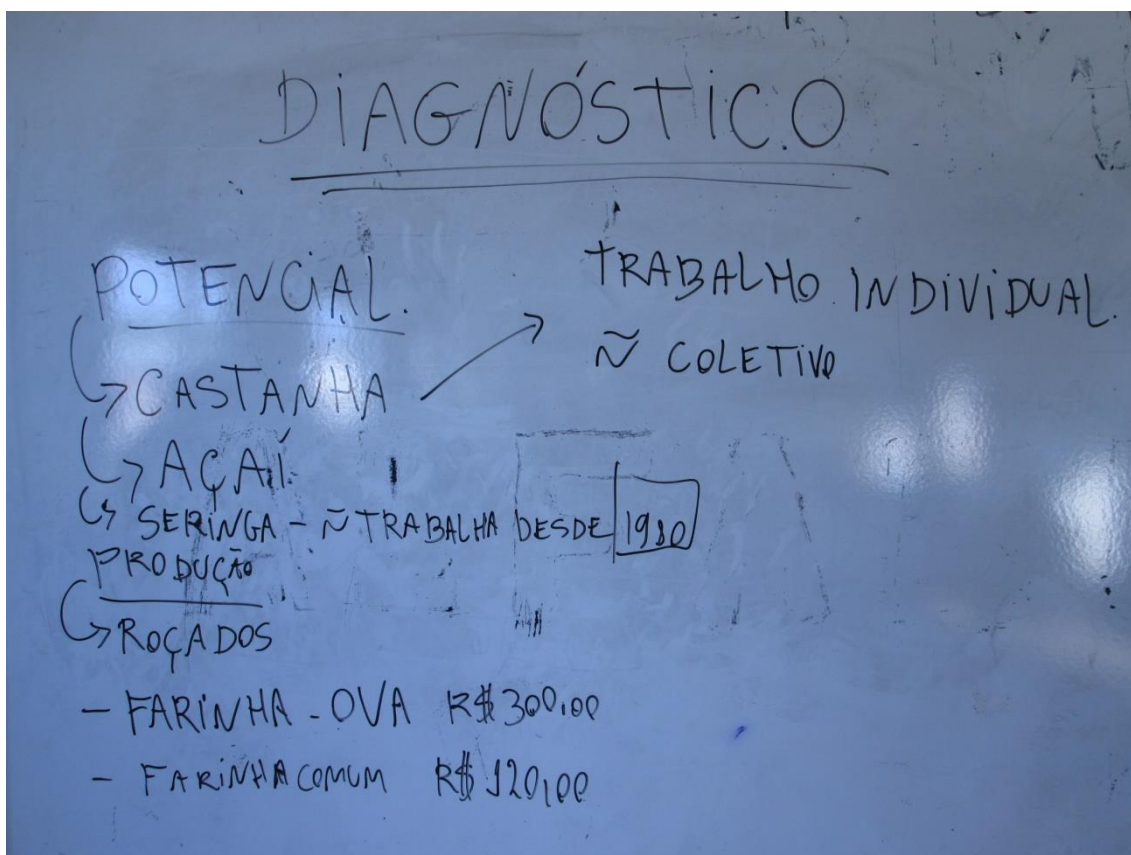 DIAGNÓSTICO
POTENCIAL.
→ CASTANHA → TRABALHO INDIVIDUAL.
Ñ COLETIVO
→ AÇAÍ
→ SERINGA - Ñ TRABALHA DESDE 1980
PRODUÇÃO
→ ROÇADOS
- FARINHA - OVA R$ 300,00
- FARINHA COMUM R$ 120,00